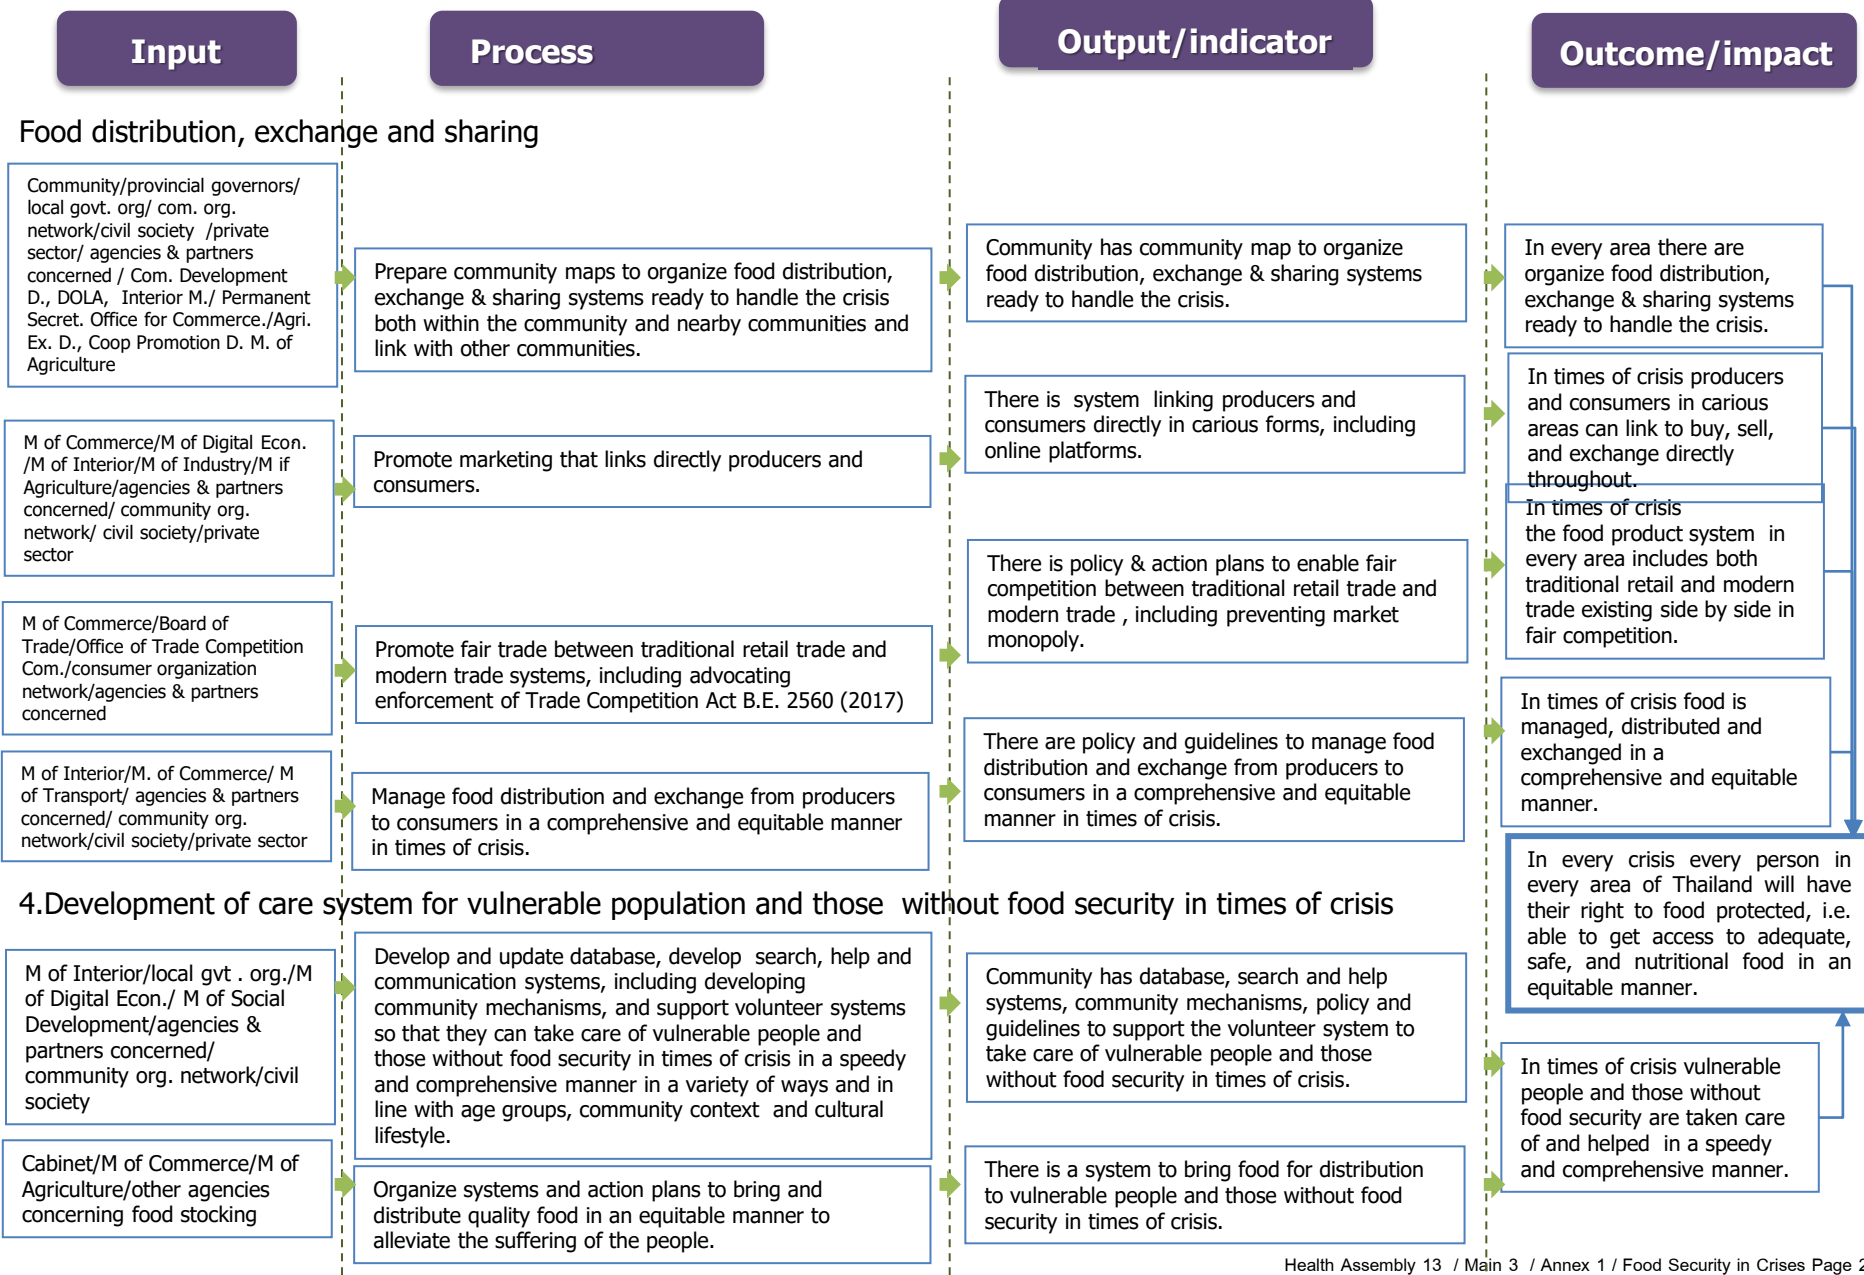 Input
Process
Output/indicator
Outcome/impact
Food distribution, exchange and sharing
Community/provincial governors/
local govt. org/ com. org.
network/civil society /private
sector/ agencies & partners
concerned / Com. Development
D., DOLA, Interior M./ Permanent
Secret. Office for Commerce./Agri.
Ex. D., Coop Promotion D. M. of
Agriculture
Prepare community maps to organize food distribution,
exchange & sharing systems ready to handle the crisis
both within the community and nearby communities and
link with other communities.
Community has community map to organize
food distribution, exchange & sharing systems
ready to handle the crisis.
In every area there are
organize food distribution,
exchange & sharing systems
ready to handle the crisis.
M of Commerce/M of Digital Econ.
/M of Interior/M of Industry/M if
Agriculture/agencies & partners
concerned/ community org.
network/ civil society/private
sector
Promote marketing that links directly producers and
consumers.
There is system linking producers and
consumers directly in carious forms, including
online platforms.
In times of crisis producers
and consumers in carious
areas can link to buy, sell,
and exchange directly
throughout.
M of Commerce/Board of
Trade/Office of Trade Competition
Com./consumer organization
network/agencies & partners
concerned
Promote fair trade between traditional retail trade and
modern trade systems, including advocating
enforcement of Trade Competition Act B.E. 2560 (2017)
There is policy & action plans to enable fair
competition between traditional retail trade and
modern trade , including preventing market
monopoly.
In times of crisis
the food product system in
every area includes both
traditional retail and modern
trade existing side by side in
fair competition.
M of Interior/M. of Commerce/ M
of Transport/ agencies & partners
concerned/ community org.
network/civil society/private sector
Manage food distribution and exchange from producers
to consumers in a comprehensive and equitable manner
in times of crisis.
There are policy and guidelines to manage food
distribution and exchange from producers to
consumers in a comprehensive and equitable
manner in times of crisis.
In times of crisis food is
managed, distributed and
exchanged in a
comprehensive and equitable
manner.
In every crisis every person in
every area of Thailand will have
their right to food protected, i.e.
able to get access to adequate,
safe, and nutritional food in an
equitable manner.
4.Development of care system for vulnerable population and those without food security in times of crisis
M of Interior/local gvt . org./M
of Digital Econ./ M of Social
Development/agencies &
partners concerned/
community org. network/civil
society
Develop and update database, develop search, help and
communication systems, including developing
community mechanisms, and support volunteer systems
so that they can take care of vulnerable people and
those without food security in times of crisis in a speedy
and comprehensive manner in a variety of ways and in
line with age groups, community context and cultural
lifestyle.
Community has database, search and help
systems, community mechanisms, policy and
guidelines to support the volunteer system to
take care of vulnerable people and those
without food security in times of crisis.
In times of crisis vulnerable
people and those without
food security are taken care
of and helped in a speedy
and comprehensive manner.
Cabinet/M of Commerce/M of
Agriculture/other agencies
concerning food stocking
Organize systems and action plans to bring and
distribute quality food in an equitable manner to
alleviate the suffering of the people.
There is a system to bring food for distribution
to vulnerable people and those without food
security in times of crisis.
Health Assembly 13 / Main 3 / Annex 1 / Food Security in Crises Page 2